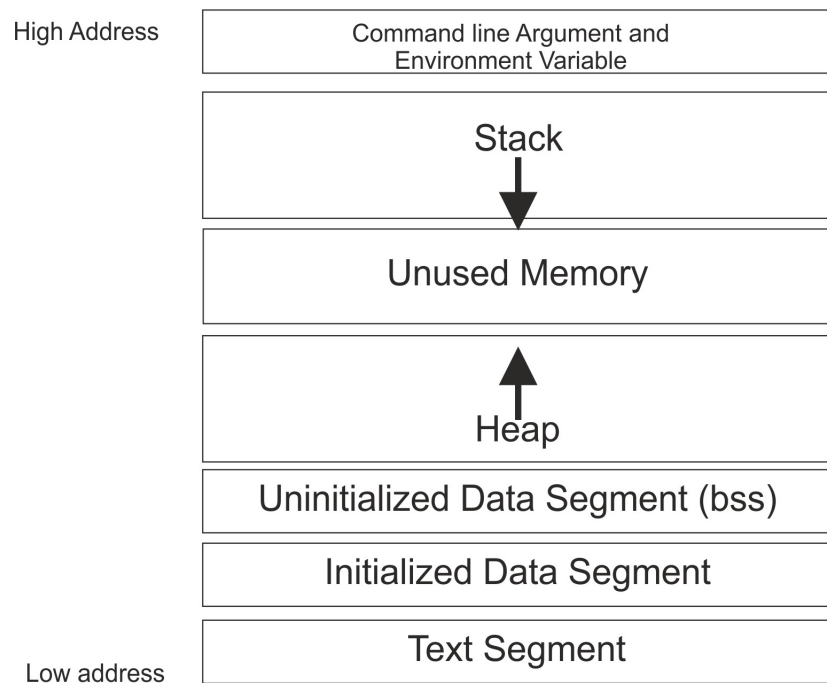 High Address
Command line Argument and
Environment Variable
Stack
Unused Memory
Heap
Uninitialized Data Segment (bss)
Initialized Data Segment
Text Segment
Low address